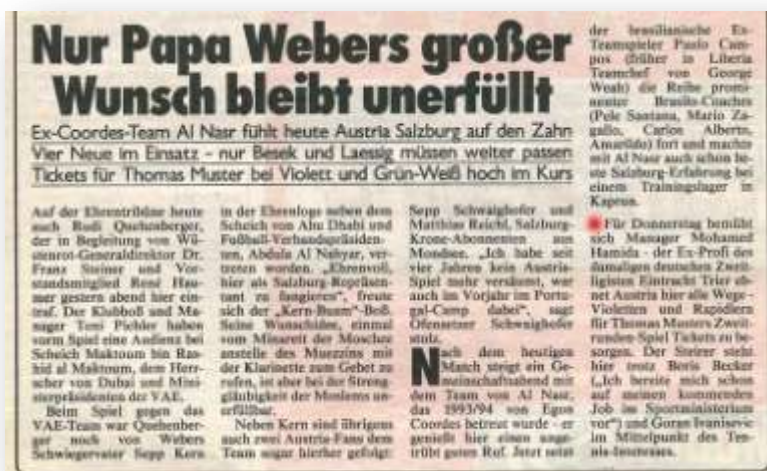 Nur Papa Webers großer
Wunsch bleibt unerfüllt
Ex-Coordes-Team Al Nasr fühlt heute Austria Salzburg auf den Zahn
Vier Neue im Einsatz - nur Besek und Laessig müssen weiter passen
Tickets für Thomas Muster bei Violett und Grün-Weiß hoch im Kurs
Auf der Ehrentribüne heute
auch Rudi Quehenberger,
der in Begleitung von Wü-
stenrot-Generaldirektor Dr.
Franz Steiner und Vor-
standsmitglied René Hau-
ser gestern abend hier ein-
traf. Der Klubboß und Ma-
nager Toni Pichler haben
vorm Spiel eine Audienz bei
Scheich Maktoum bin Ras-
hid al Maktoum, dem Herr-
scher von Dubai und Mini-
sterpräsidenten der VAE.
Beim Spiel gegen das
VAE-Team war Quehenber-
ger noch von Webers
Schwiegervater Sepp Kern
in der Ehrenloge neben dem
Scheich von Abu Dhabi und
Fußball-Verbandspräsiden-
ten, Abdula Al Nahyar, ver-
treten worden. „Ehrenvoll,
hier als Salzburg-Repräsen-
tant zu fungieren“, freute
sich der „Kern-Buam“-Boß.
Seine Wunschidee, einmal
vom Minarett der Moschee
anstelle des Muezzins mit
der Klarinette zum Gebet zu
rufen, ist aber bei der Streng-
gläubigkeit der Moslems un-
erfüllbar.
Neben Kern sind übrigens
auch zwei Austria-Fans dem
Team sogar hierher gefolgt:
Sepp Schwaighofer und
Matthias Reichl, Salzburg-
Krone-Abonnenten aus
Mondsee. „Ich habe seit
vier Jahren kein Austria-
Spiel mehr versäumt, war
auch im Vorjahr im Portu-
gal-Camp dabei“, sagt
Ofensetzer Schwaighofer
stolz.
Nach dem heutigen
Match steigt ein Ge-
meinschaftsabend mit
dem Team von Al Nasr,
das 1993/94 von Egon
Coordes betreut wurde - er
genießt hier einen unge-
trübt guten Ruf. Jetzt setzt
der brasilianische Ex-
Teamspieler Paulo Cam-
pos (früher in Liberia
Teamchef von George
Weah) die Reihe promi-
nenter Brasilo-Coaches
(Pele Santana, Mario Za-
gallo, Carlos Alberto,
Amarildo) fort und machte
mit Al Nasr auch schon be-
ste Salzburg-Erfahrung bei
einem Trainingslager in
Kaprun.
Für Donnerstag bemüht
sich Manager Mohamed
Hamida - der Ex-Profi des
damaligen deutschen Zweit-
ligisten Eintracht Trier eb-
net Austria hier alle Wege -
Violetten und Rapidlern
für Thomas Musters Zweit-
runden-Spiel Tickets zu be-
sorgen. Der Steirer steht
hier trotz Boris Becker
(„Ich bereite mich schon
auf meinen kommenden
Job im Sportministerium
vor“) und Goran Ivanisevic
im Mittelpunkt des Ten-
nis-Interesses.